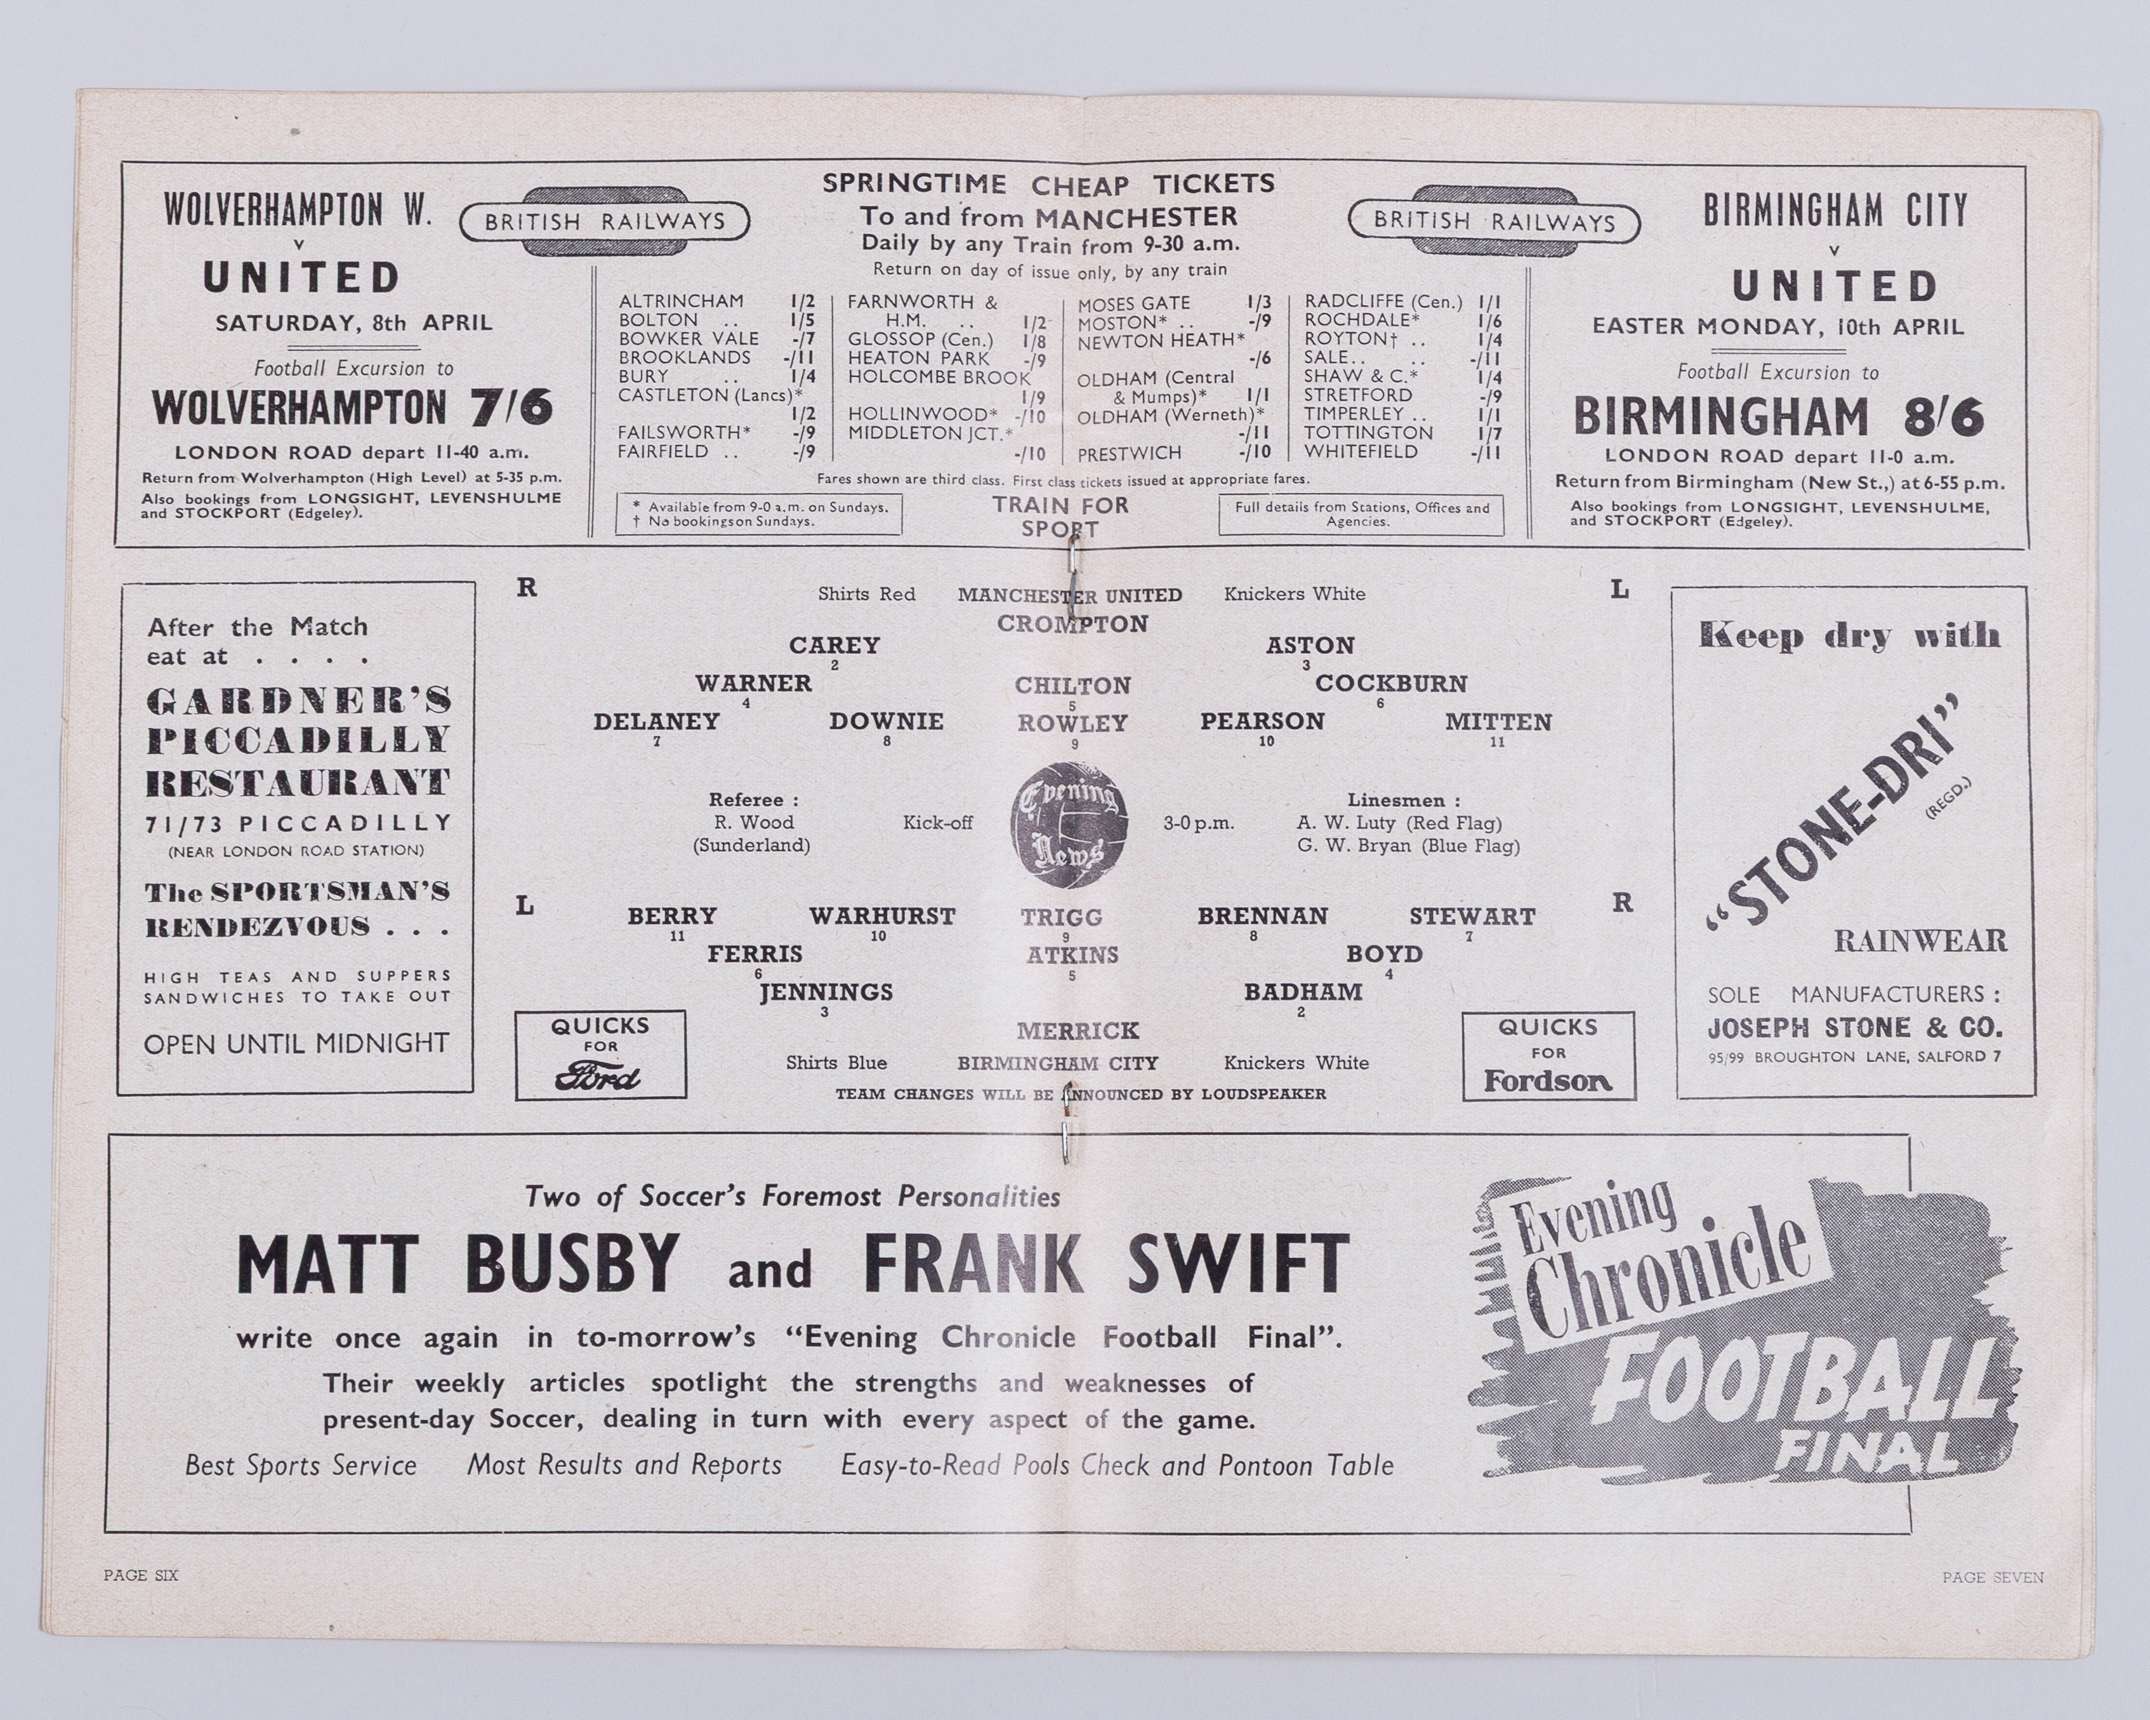 WOLVERHAMPTON W.
v
UNITED
SATURDAY, 8th APRIL
Football Excursion to
WOLVERHAMPTON 7/6
LONDON ROAD depart 11-40 a.m.
Return from Wolverhampton (High Level) at 5-35 p.m.
Also bookings from LONGSIGHT, LEVENSHULME
and STOCKPORT (Edgeley).
BRITISH RAILWAYS
SPRINGTIME CHEAP TICKETS
To and from MANCHESTER
Daily by any Train from 9-30 a.m.
Return on day of issue only, by any train
BRITISH RAILWAYS
ALTRINCHAM 1/2
BOLTON .. 1/5
BOWKER VALE -/7
BROOKLANDS -/11
BURY .. 1/4
CASTLETON (Lancs)*
1/2
FAILSWORTH* -/9
FAIRFIELD .. -/9
FARNWORTH &
H.M. .. 1/2
GLOSSOP (Cen.) 1/8
HEATON PARK -/9
HOLCOMBE BROOK
1/9
HOLLINWOOD* -/10
MIDDLETON JCT.*
-/10
MOSES GATE 1/3
MOSTON* .. -/9
NEWTON HEATH*
-/6
OLDHAM (Central
& Mumps)* 1/1
OLDHAM (Werneth)*
-/11
PRESTWICH -/10
RADCLIFFE (Cen.) 1/1
ROCHDALE* 1/6
ROYTON† .. 1/4
SALE.. .. -/11
SHAW & C.* 1/4
STRETFORD -/9
TIMPERLEY .. 1/1
TOTTINGTON 1/7
WHITEFIELD -/11
Fares shown are third class. First class tickets issued at appropriate fares.
* Available from 9-0 a.m. on Sundays.
† No bookings on Sundays.
TRAIN FOR
SPORT
Full details from Stations, Offices and
Agencies.
BIRMINGHAM CITY
v
UNITED
EASTER MONDAY, 10th APRIL
Football Excursion to
BIRMINGHAM 8/6
LONDON ROAD depart 11-0 a.m.
Return from Birmingham (New St.,) at 6-55 p.m.
Also bookings from LONGSIGHT, LEVENSHULME,
and STOCKPORT (Edgeley).
After the Match
eat at . . . .
GARDNER'S
PICCADILLY
RESTAURANT
71/73 PICCADILLY
(NEAR LONDON ROAD STATION)
The SPORTSMAN'S
RENDEZVOUS . . .
HIGH TEAS AND SUPPERS
SANDWICHES TO TAKE OUT
OPEN UNTIL MIDNIGHT
R L
Shirts Red MANCHESTER UNITED Knickers White
CROMPTON
CAREY ASTON
2 3
WARNER CHILTON COCKBURN
4 5 6
DELANEY DOWNIE ROWLEY PEARSON MITTEN
7 8 9 10 11
Referee : Linesmen :
R. Wood Kick-off 3-0 p.m. A. W. Luty (Red Flag)
(Sunderland) G. W. Bryan (Blue Flag)
Evening
News
L R
BERRY WARHURST TRIGG BRENNAN STEWART
11 10 9 8 7
FERRIS ATKINS BOYD
6 5 4
JENNINGS BADHAM
3 2
MERRICK
Shirts Blue BIRMINGHAM CITY Knickers White
TEAM CHANGES WILL BE ANNOUNCED BY LOUDSPEAKER
QUICKS
FOR
Ford
QUICKS
FOR
Fordson
Keep dry with
"STONE-DRI"
(REGD.)
RAINWEAR
SOLE MANUFACTURERS :
JOSEPH STONE & CO.
95/99 BROUGHTON LANE, SALFORD 7
Two of Soccer's Foremost Personalities
MATT BUSBY and FRANK SWIFT
write once again in to-morrow's "Evening Chronicle Football Final".
Their weekly articles spotlight the strengths and weaknesses of
present-day Soccer, dealing in turn with every aspect of the game.
Best Sports Service Most Results and Reports Easy-to-Read Pools Check and Pontoon Table
Evening
Chronicle
FOOTBALL
FINAL
PAGE SIX
PAGE SEVEN